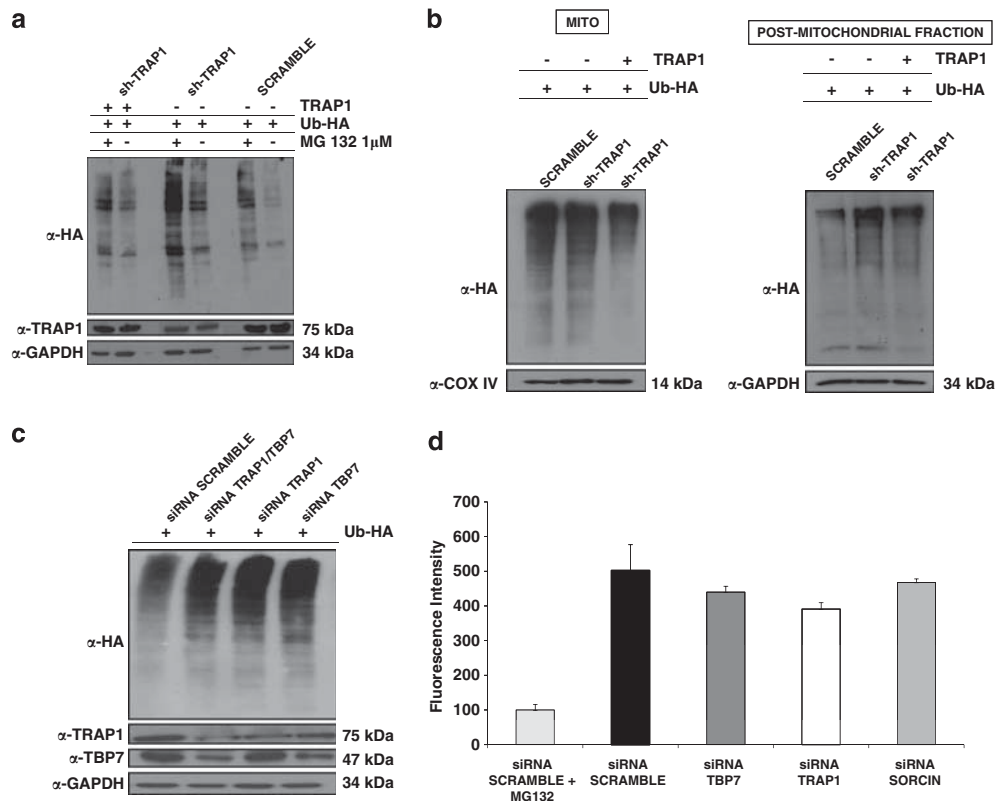 a
sh-TRAP1
sh-TRAP1
SCRAMBLE
+ + - - - - TRAP1
+ + + + + + Ub-HA
+ - + - + - MG 132 1µM
α-HA
α-TRAP1 75 kDa
α-GAPDH 34 kDa
b
MITO
- - + TRAP1
+ + + Ub-HA
SCRAMBLE
sh-TRAP1
sh-TRAP1
α-HA
α-COX IV 14 kDa
POST-MITOCHONDRIAL FRACTION
- - + TRAP1
+ + + Ub-HA
SCRAMBLE
sh-TRAP1
sh-TRAP1
α-HA
α-GAPDH 34 kDa
c
siRNA SCRAMBLE
siRNA TRAP1/TBP7
siRNA TRAP1
siRNA TBP7
+ + + + Ub-HA
α-HA
α-TRAP1 75 kDa
α-TBP7 47 kDa
α-GAPDH 34 kDa
d
Fluorescence Intensity
700
600
500
400
300
200
100
0
siRNA
SCRAMBLE +
MG132
siRNA
SCRAMBLE
siRNA
TBP7
siRNA
TRAP1
siRNA
SORCIN